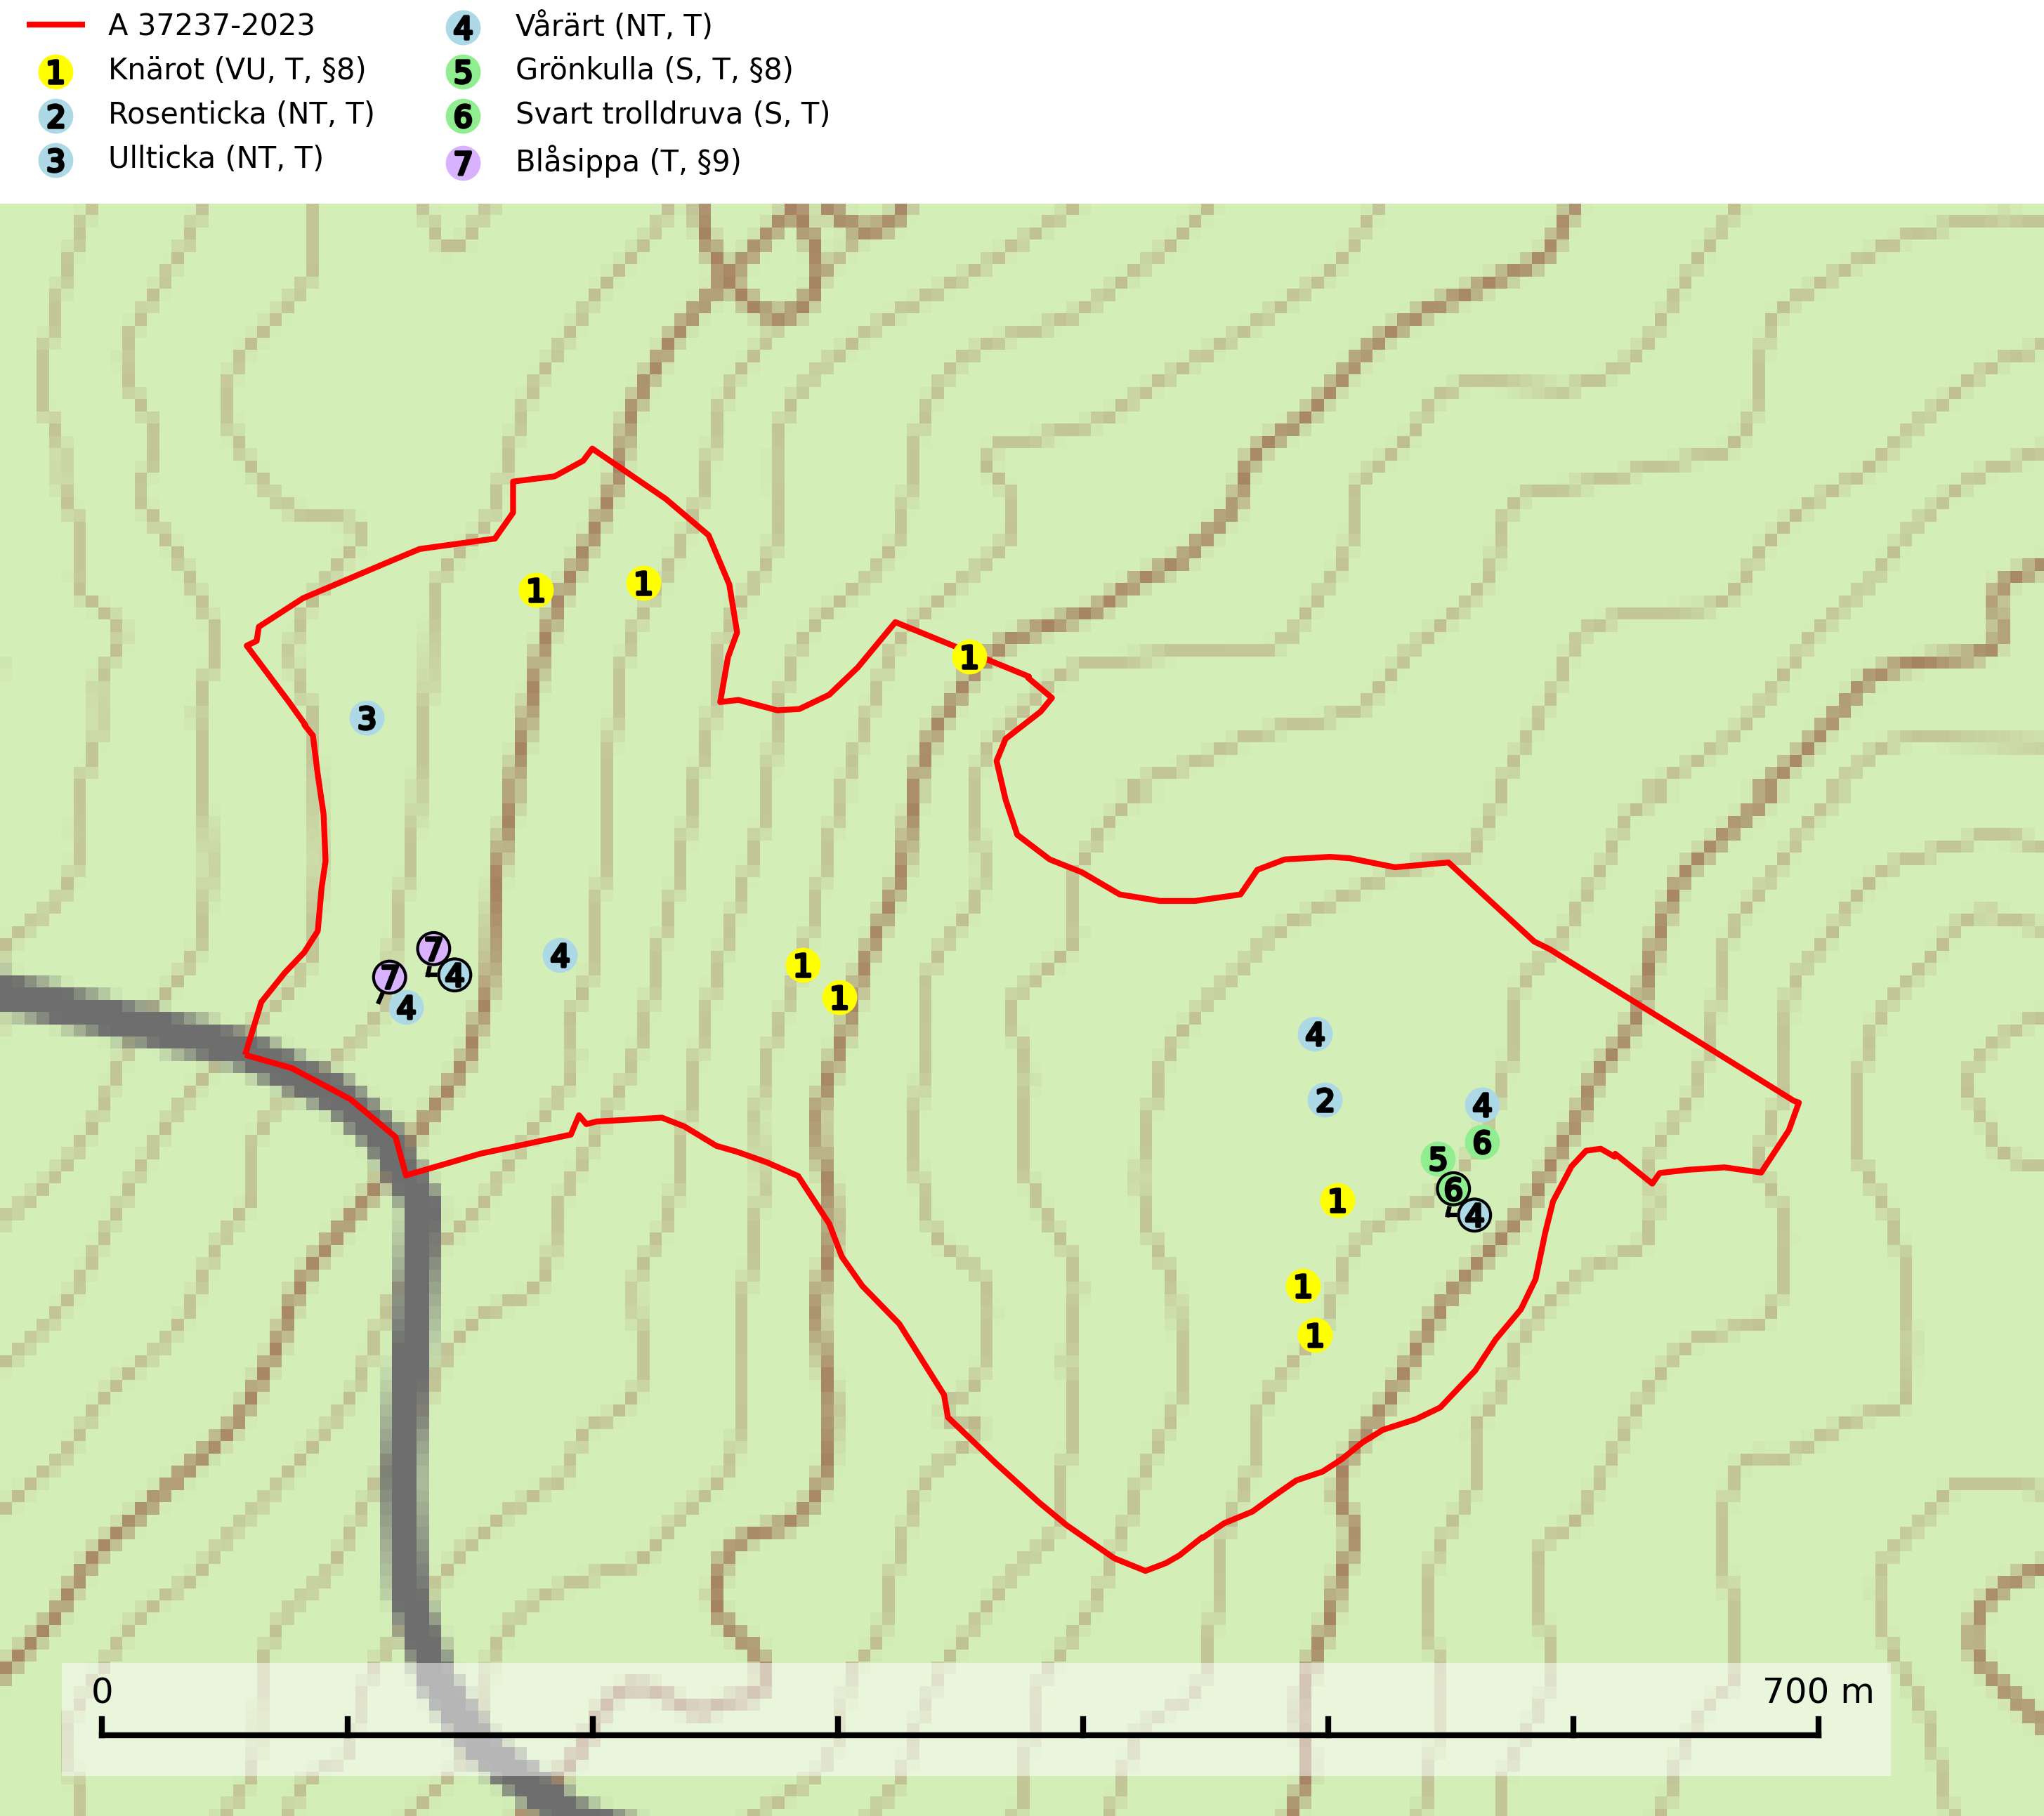 A 37237-2023
1 Knärot (VU, T, §8)
2 Rosenticka (NT, T)
3 Ullticka (NT, T)
4 Vårärt (NT, T)
5 Grönkulla (S, T, §8)
6 Svart trolldruva (S, T)
7 Blåsippa (T, §9)
1
1
1
3
7
4
7
4
4
1
1
4
2
4
6
5
1
6
4
1
1
0
700 m